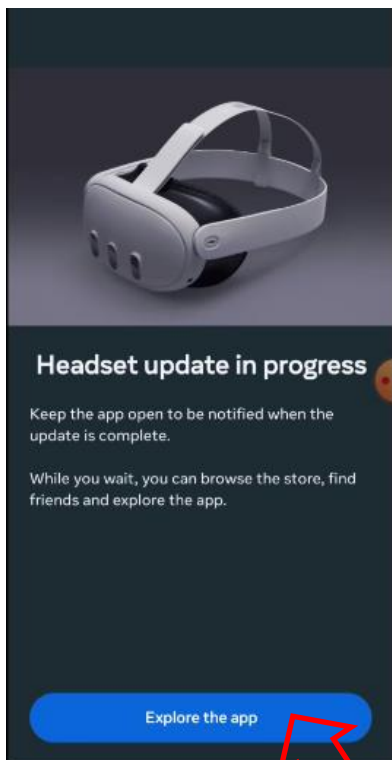 Headset update in progress
Keep the app open to be notified when the
update is complete.
While you wait, you can browse the store, find
friends and explore the app.
Explore the app